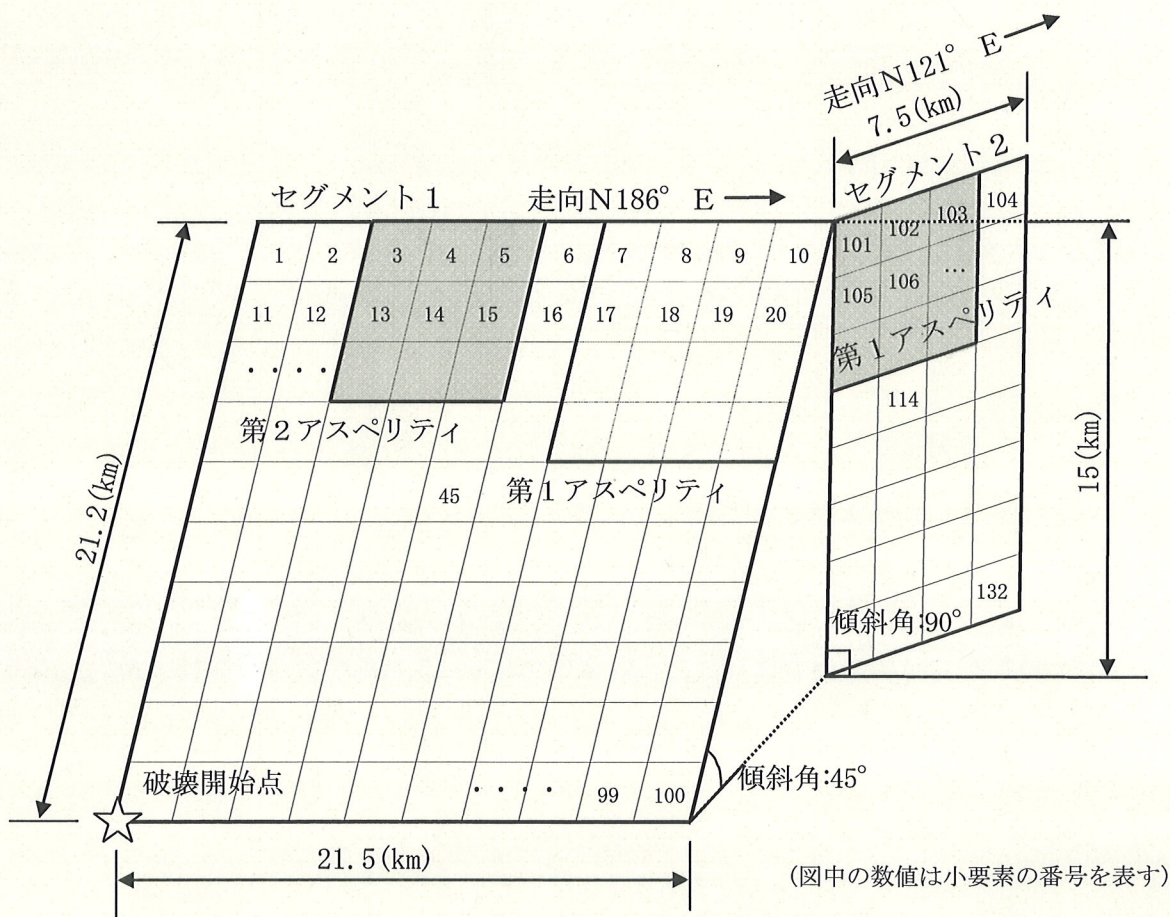 走向N121° E
7.5(km)
セグメント2
セグメント1
走向N186° E
1 2 3 4 5 6 7 8 9 10
11 12 13 14 15 16 17 18 19 20
・・・・
101 102 103 104
105 106 …
第1アスペリティ
114
132
傾斜角:90°
15(km)
第2アスペリティ
第1アスペリティ
45
21.2(km)
破壊開始点
・・・・ 99 100
傾斜角:45°
21.5(km)
(図中の数値は小要素の番号を表す)